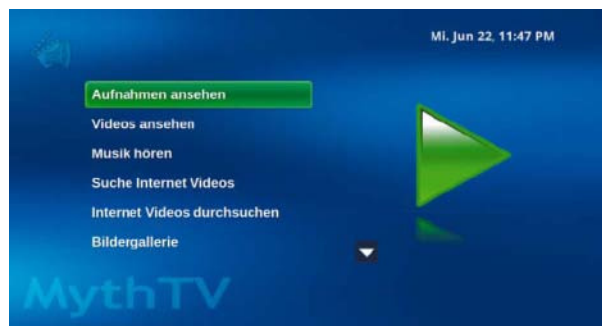 Mi. Jun 22, 11:47 PM
Aufnahmen ansehen
Videos ansehen
Musik hören
Suche Internet Videos
Internet Videos durchsuchen
Bildergallerie
MythTV